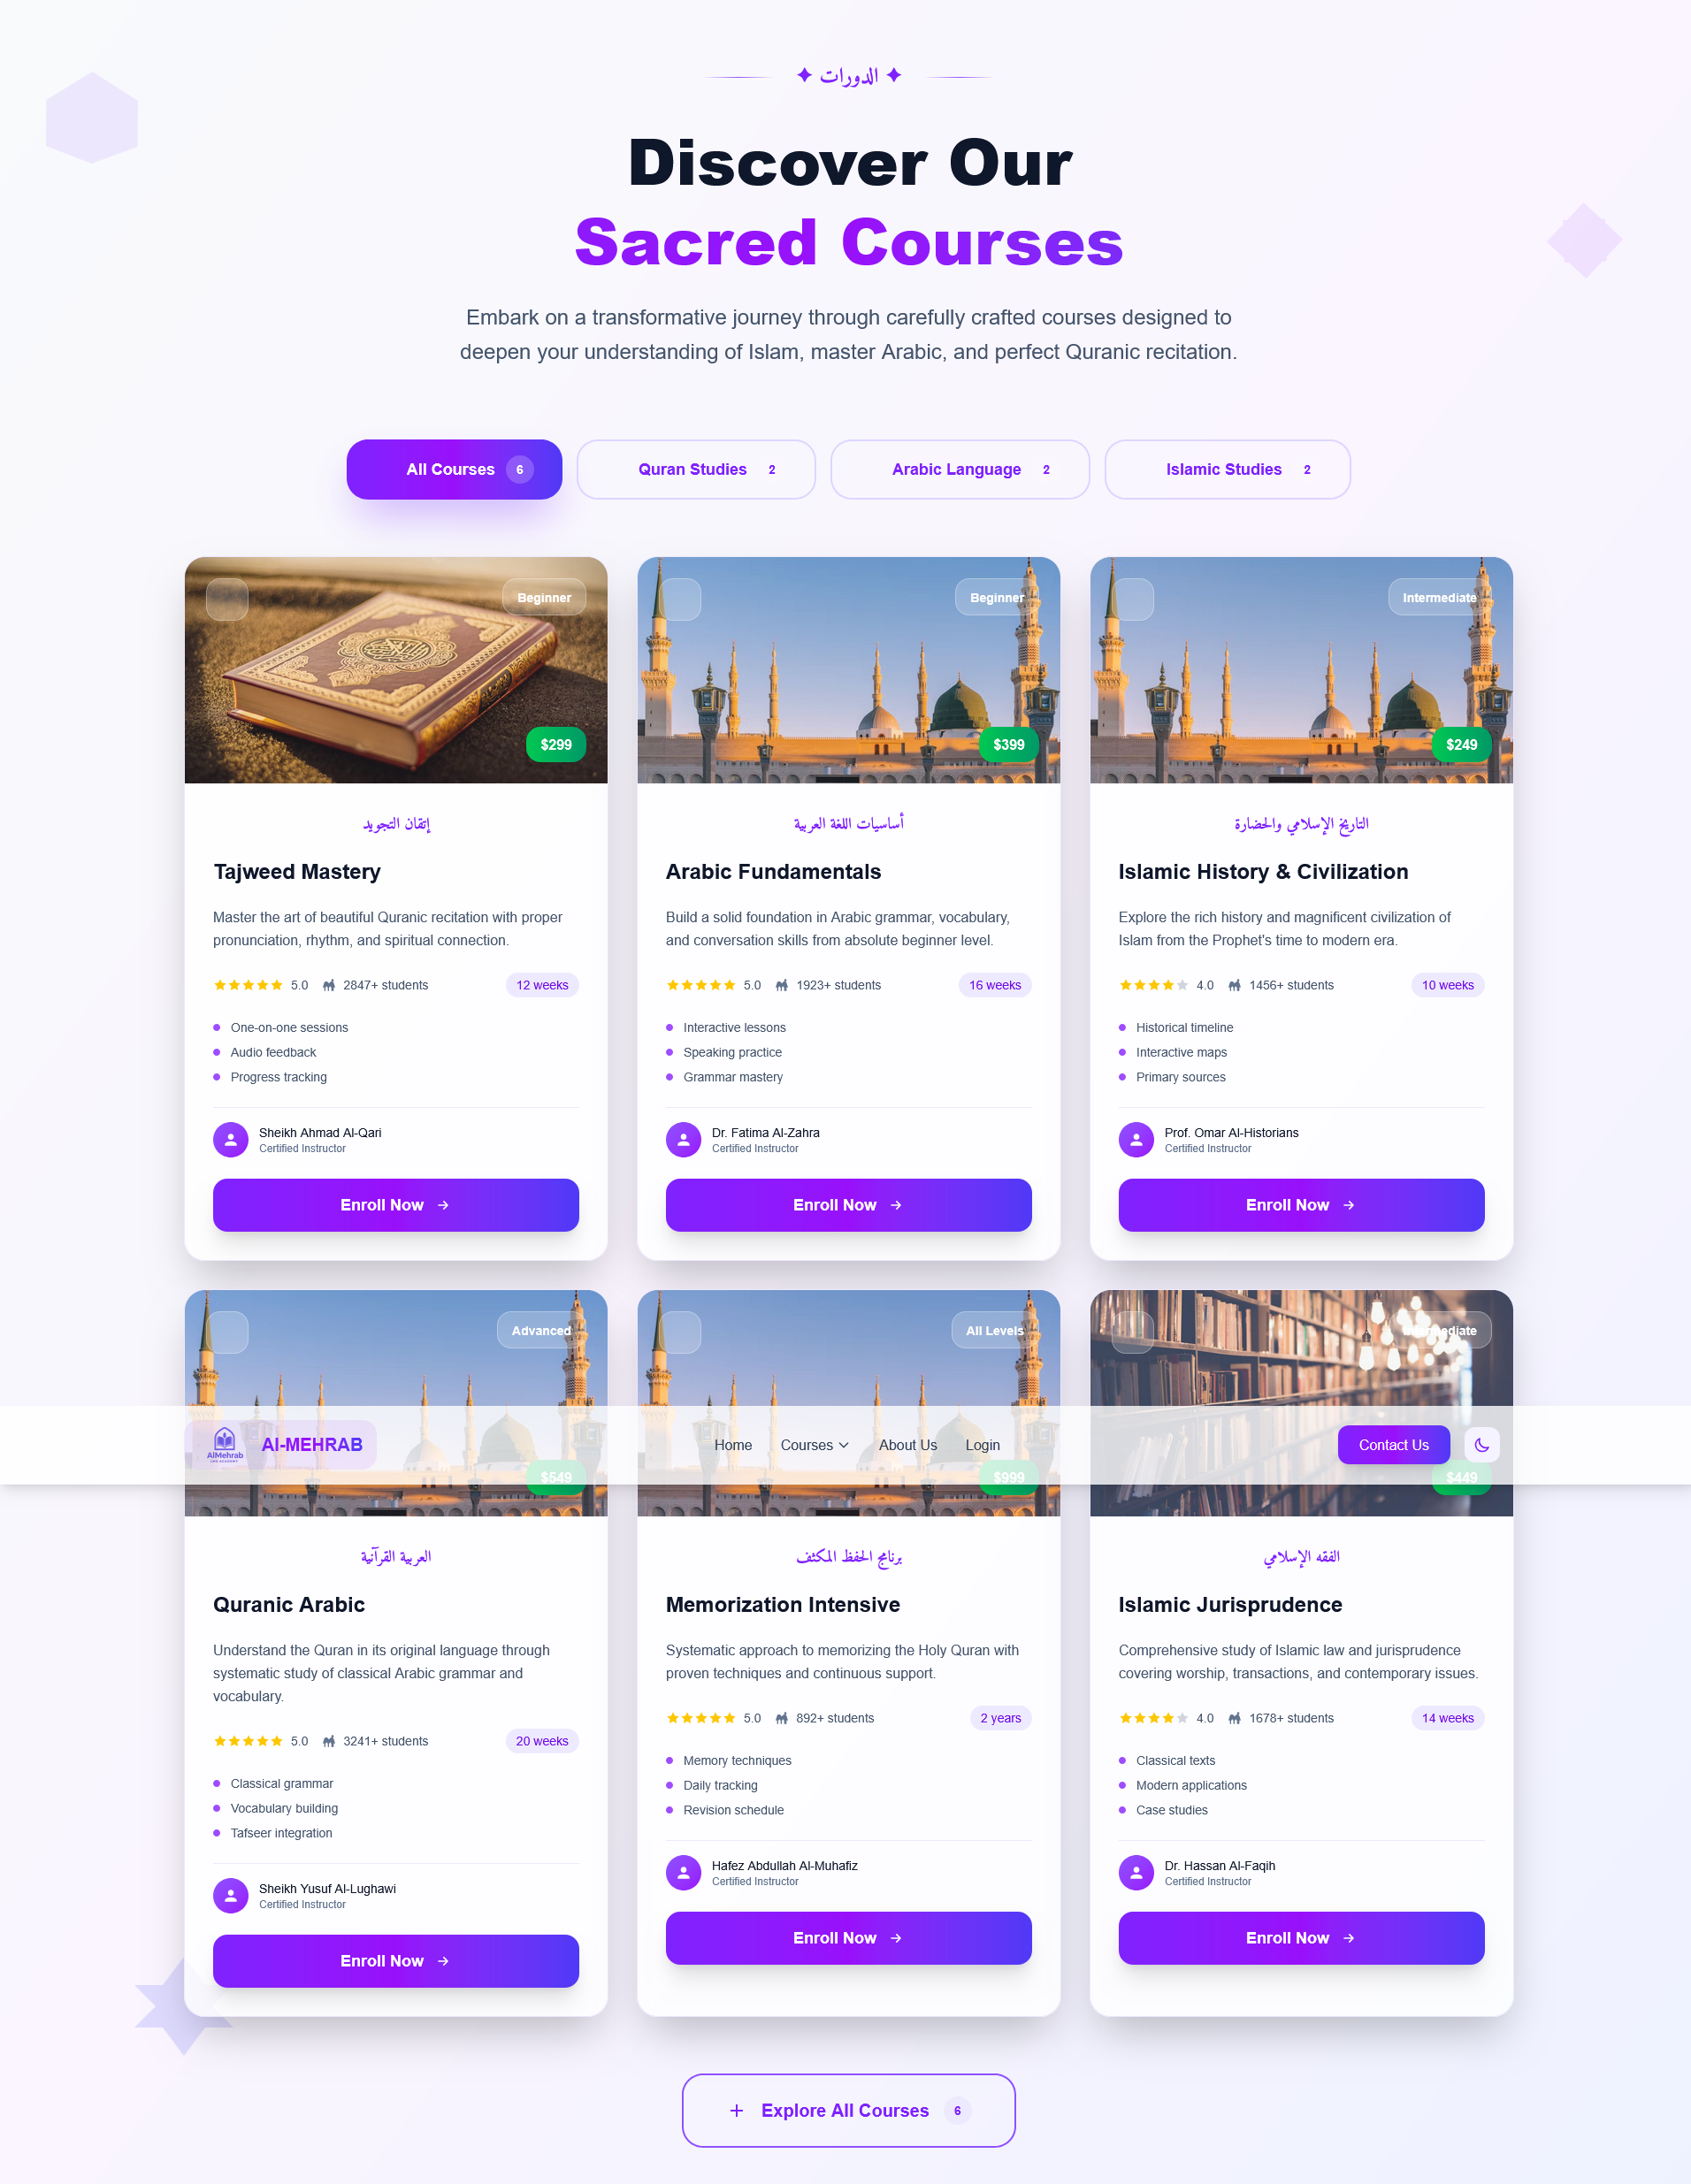 ✦ الدورات ✦
Discover Our
Sacred Courses
Embark on a transformative journey through carefully crafted courses designed to
deepen your understanding of Islam, master Arabic, and perfect Quranic recitation.
All Courses 6
Quran Studies 2
Arabic Language 2
Islamic Studies 2
Beginner
$299
إتقان التجويد
Tajweed Mastery
Master the art of beautiful Quranic recitation with proper
pronunciation, rhythm, and spiritual connection.
5.0 2847+ students 12 weeks
One-on-one sessions
Audio feedback
Progress tracking
Sheikh Ahmad Al-Qari
Certified Instructor
Enroll Now →
Beginner
$399
أساسيات اللغة العربية
Arabic Fundamentals
Build a solid foundation in Arabic grammar, vocabulary,
and conversation skills from absolute beginner level.
5.0 1923+ students 16 weeks
Interactive lessons
Speaking practice
Grammar mastery
Dr. Fatima Al-Zahra
Certified Instructor
Enroll Now →
Intermediate
$249
التاريخ الإسلامي والحضارة
Islamic History & Civilization
Explore the rich history and magnificent civilization of
Islam from the Prophet's time to modern era.
4.0 1456+ students 10 weeks
Historical timeline
Interactive maps
Primary sources
Prof. Omar Al-Historians
Certified Instructor
Enroll Now →
Advanced
All Levels
Intermediate
AlMehrab
Al-MEHRAB
Home
Courses
About Us
Login
Contact Us
$549
$999
$449
العربية القرآنية
Quranic Arabic
Understand the Quran in its original language through
systematic study of classical Arabic grammar and
vocabulary.
5.0 3241+ students 20 weeks
Classical grammar
Vocabulary building
Tafseer integration
Sheikh Yusuf Al-Lughawi
Certified Instructor
Enroll Now →
برنامج الحفظ المكثف
Memorization Intensive
Systematic approach to memorizing the Holy Quran with
proven techniques and continuous support.
5.0 892+ students 2 years
Memory techniques
Daily tracking
Revision schedule
Hafez Abdullah Al-Muhafiz
Certified Instructor
Enroll Now →
الفقه الإسلامي
Islamic Jurisprudence
Comprehensive study of Islamic law and jurisprudence
covering worship, transactions, and contemporary issues.
4.0 1678+ students 14 weeks
Classical texts
Modern applications
Case studies
Dr. Hassan Al-Faqih
Certified Instructor
Enroll Now →
+ Explore All Courses 6